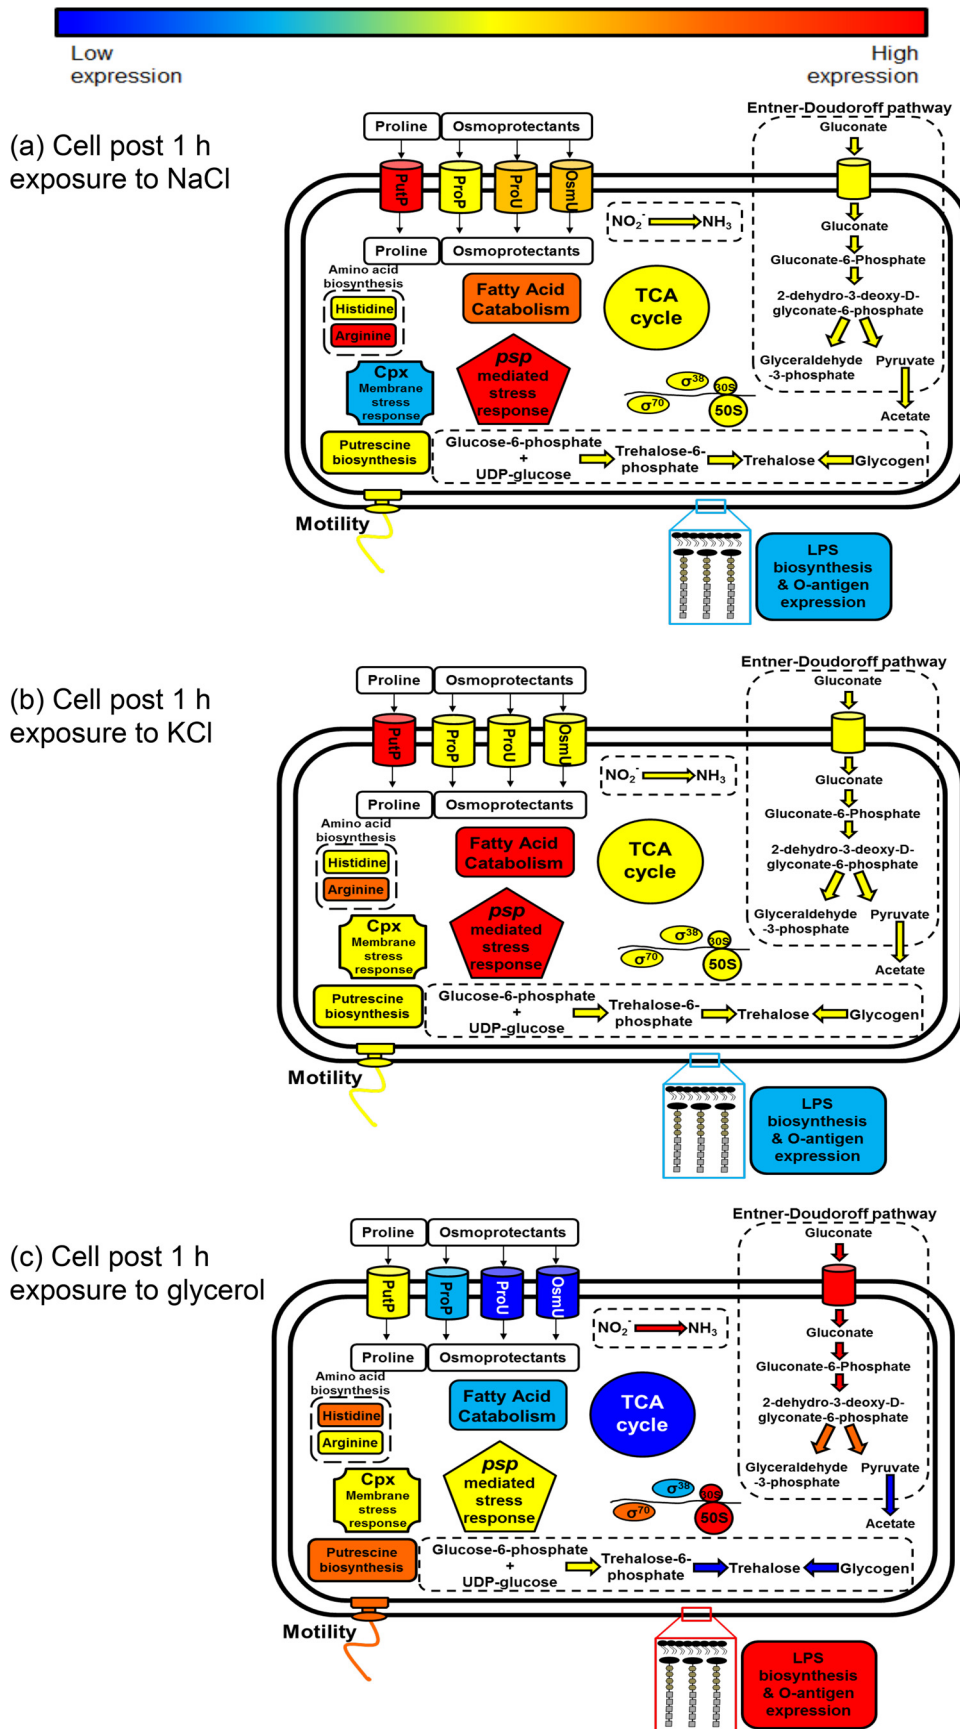 Low
expression
High
expression
(a) Cell post 1 h
exposure to NaCl
Proline
Osmoprotectants
PutP
ProP
ProU
OsmU
Proline
Osmoprotectants
Entner-Doudoroff pathway
Gluconate
Gluconate
Gluconate-6-Phosphate
2-dehydro-3-deoxy-D-
glyconate-6-phosphate
Glyceraldehyde
-3-phosphate
Pyruvate
Acetate
NO₂⁻
NH₃
Amino acid
biosynthesis
Histidine
Arginine
Fatty Acid
Catabolism
TCA
cycle
Cpx
Membrane
stress
response
psp
mediated
stress
response
σ³⁸
σ⁷⁰
30S
50S
Putrescine
biosynthesis
Glucose-6-phosphate
+
UDP-glucose
Trehalose-6-
phosphate
Trehalose
Glycogen
Motility
LPS
biosynthesis
& O-antigen
expression
(b) Cell post 1 h
exposure to KCl
Proline
Osmoprotectants
PutP
ProP
ProU
OsmU
Proline
Osmoprotectants
Entner-Doudoroff pathway
Gluconate
Gluconate
Gluconate-6-Phosphate
2-dehydro-3-deoxy-D-
glyconate-6-phosphate
Glyceraldehyde
-3-phosphate
Pyruvate
Acetate
NO₂⁻
NH₃
Amino acid
biosynthesis
Histidine
Arginine
Fatty Acid
Catabolism
TCA
cycle
Cpx
Membrane
stress
response
psp
mediated
stress
response
σ³⁸
σ⁷⁰
30S
50S
Putrescine
biosynthesis
Glucose-6-phosphate
+
UDP-glucose
Trehalose-6-
phosphate
Trehalose
Glycogen
Motility
LPS
biosynthesis
& O-antigen
expression
(c) Cell post 1 h
exposure to glycerol
Proline
Osmoprotectants
PutP
ProP
ProU
OsmU
Proline
Osmoprotectants
Entner-Doudoroff pathway
Gluconate
Gluconate
Gluconate-6-Phosphate
2-dehydro-3-deoxy-D-
glyconate-6-phosphate
Glyceraldehyde
-3-phosphate
Pyruvate
Acetate
NO₂⁻
NH₃
Amino acid
biosynthesis
Histidine
Arginine
Fatty Acid
Catabolism
TCA
cycle
Cpx
Membrane
stress
response
psp
mediated
stress
response
σ³⁸
σ⁷⁰
30S
50S
Putrescine
biosynthesis
Glucose-6-phosphate
+
UDP-glucose
Trehalose-6-
phosphate
Trehalose
Glycogen
Motility
LPS
biosynthesis
& O-antigen
expression